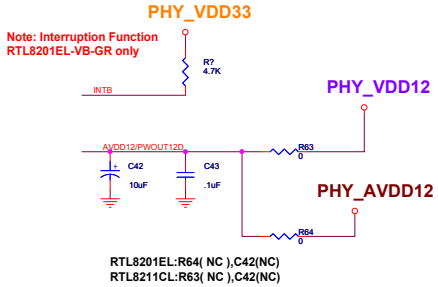 PHY_VDD33
Note: Interruption Function
RTL8201EL-VB-GR only
R?
4.7K
INTB
PHY_VDD12
AVDD12/PWOUT12D
R63
0
C42
C43
+
10uF
.1uF
PHY_AVDD12
R64
0
RTL8201EL:R64( NC ),C42(NC)
RTL8211CL:R63( NC ),C42(NC)